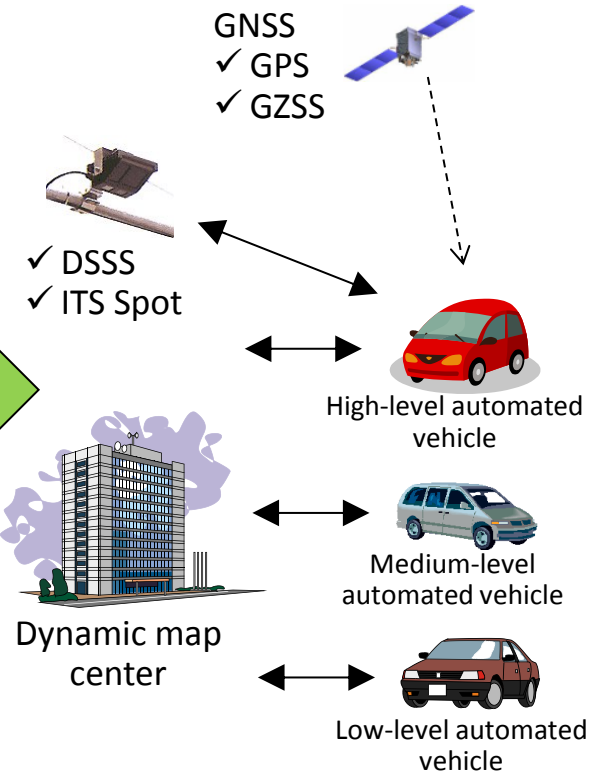 GNSS
✓ GPS
✓ GZSS
✓ DSSS
✓ ITS Spot
High-level automated
vehicle
Medium-level
automated vehicle
Dynamic map
center
Low-level automated
vehicle